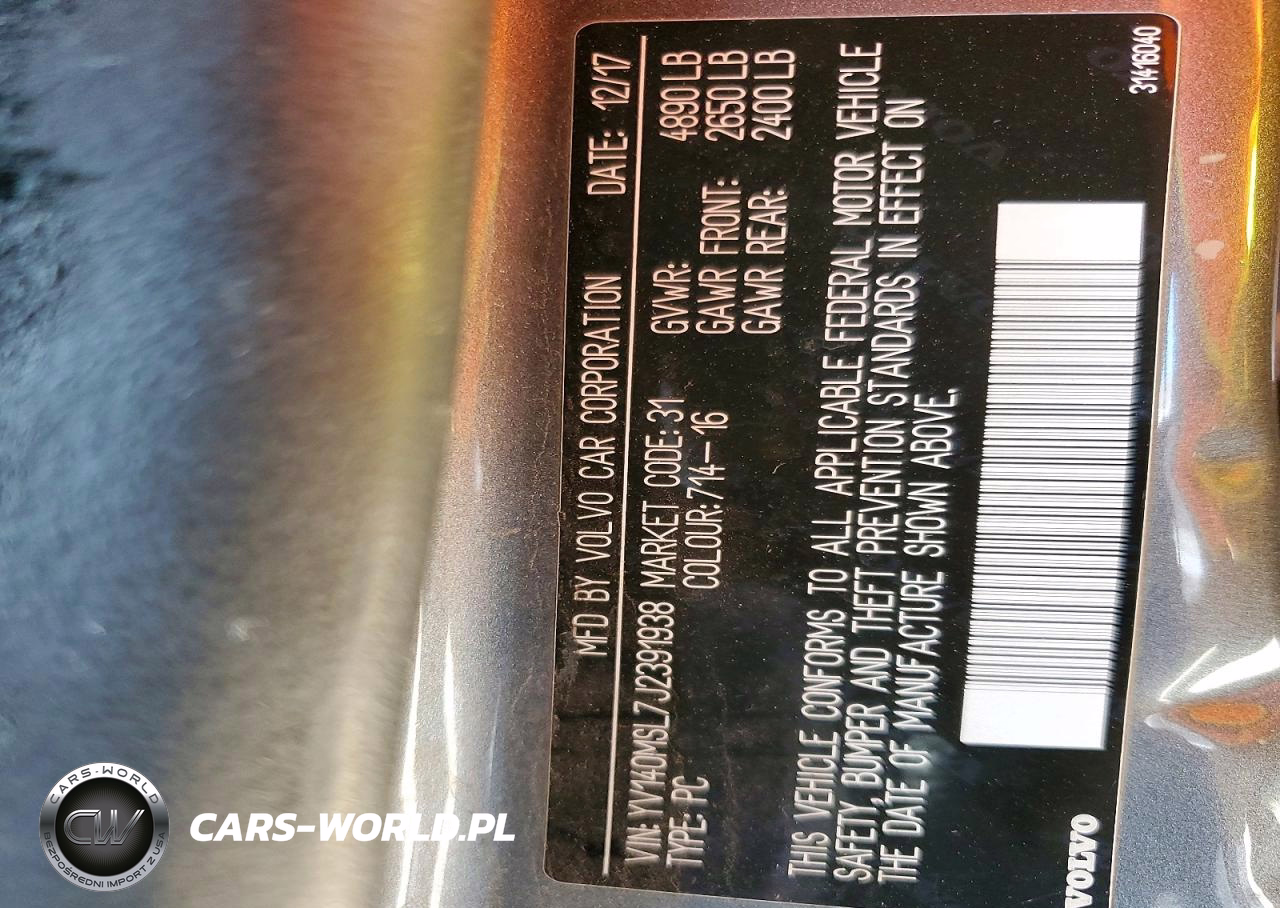 MFD BY VOLVO CAR CORPORATION DATE: 12/17
VIN: YV140MSL7J2391938 MARKET CODE: 31 GVWR: 4890 LB
TYPE: PC COLOUR: 714-16 GAWR FRONT: 2650 LB
GAWR REAR: 2400 LB
THIS VEHICLE CONFORMS TO ALL APPLICABLE FEDERAL MOTOR VEHICLE
SAFETY, BUMPER AND THEFT PREVENTION STANDARDS IN EFFECT ON
THE DATE OF MANUFACTURE SHOWN ABOVE.
VOLVO
31416040
CARS-WORLD
CW
BEZPOŚREDNI IMPORT Z USA
CARS-WORLD.PL